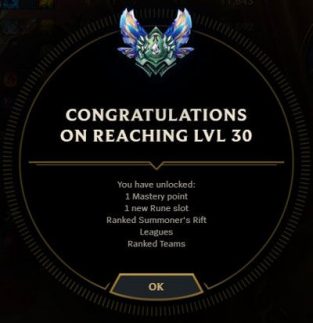 CONGRATULATIONS
ON REACHING LVL 30
You have unlocked:
1 Mastery point
1 new Rune slot
Ranked Summoner's Rift
Leagues
Ranked Teams
OK